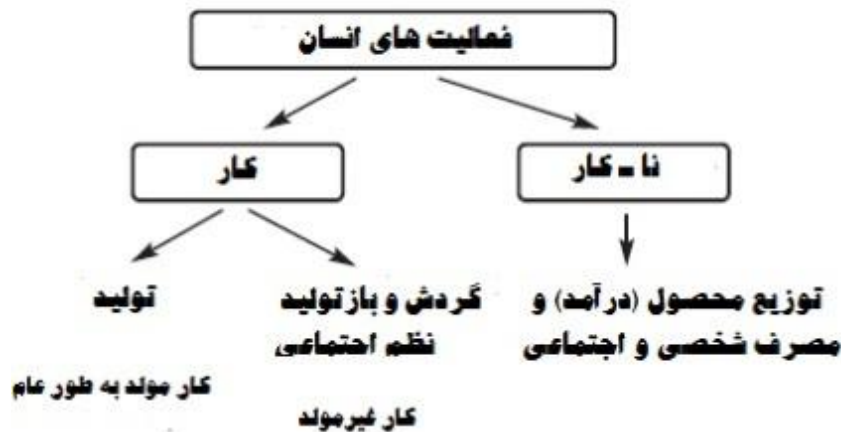 فعالیت های انسان
کار
نا - کار
تولید
گردش و بازتولید
نظم اجتماعی
توزیع محصول (درآمد) و
مصرف شخصی و اجتماعی
کار مولد به طور عام
کار غیرمولد